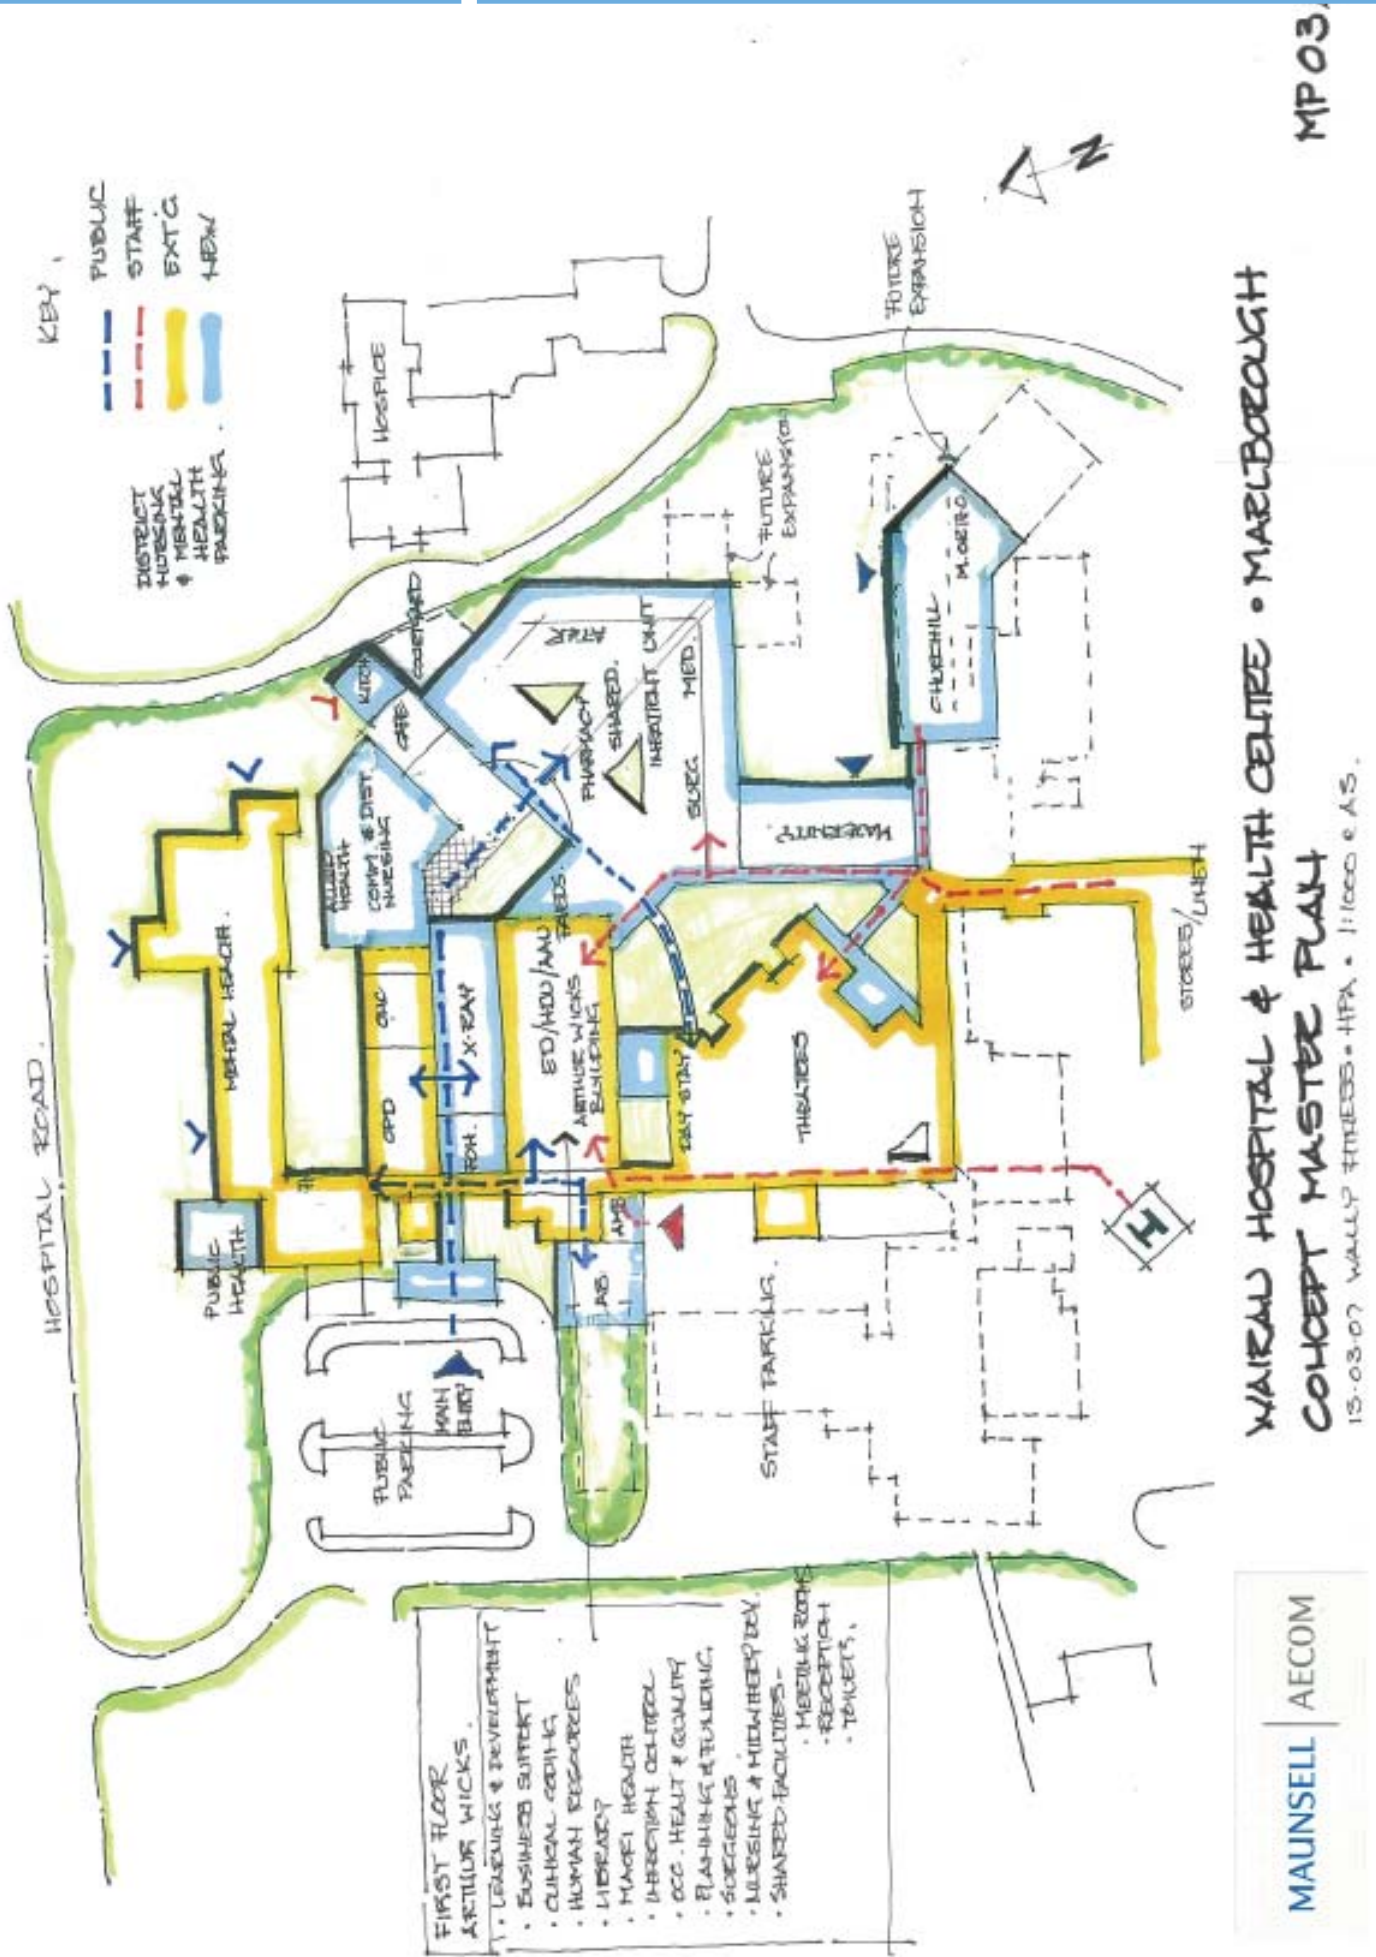 KEY.
PUBLIC
STAFF
EXT'G
NEW
DISTRICT
NURSING
& MENTAL
HEALTH
PARKING.
HOSPITAL ROAD.
HOSPICE
MENTAL HEALTH.
PUBLIC
HEALTH
ALLIED
HEALTH
COMM. & DIST.
NURSING
KITCH
CAFE
COURTYARD
OPD
X-RAY
ED/HDU/AAU
ARTHUR WICKS
BUILDING
PHARMACY
SHARED.
INPATIENT UNIT
SURG. MED.
FUTURE
EXPANSION
FUTURE
EXPANSION
MATERNITY.
CHURCHILL
DAY STAY
THEATRES
AMB
MAIN
ENTRY
PUBLIC
PARKING
STAFF PARKING.
STORES/LINEN
H
N
FIRST FLOOR
ARTHUR WICKS.
· LEARNING & DEVELOPMENT
· BUSINESS SUPPORT
· CLINICAL CODING
· HUMAN RESOURCES
· LIBRARY
· MAORI HEALTH
· INFECTION CONTROL
· OCC. HEALT & QUALITY
· PLANNING & FUNDING
· SURGEONS
· NURSING & MIDWIFERY DEV.
· SHARED FACILITIES -
· MEETING ROOMS
· RECEPTION
· TOILETS.
WAIRAU HOSPITAL & HEALTH CENTRE • MARLBOROUGH
CONCEPT MASTER PLAN MP03
13.03.07 WALLY FITNESS • HPA • 1:1000 @ A3.
MAUNSELL | AECOM